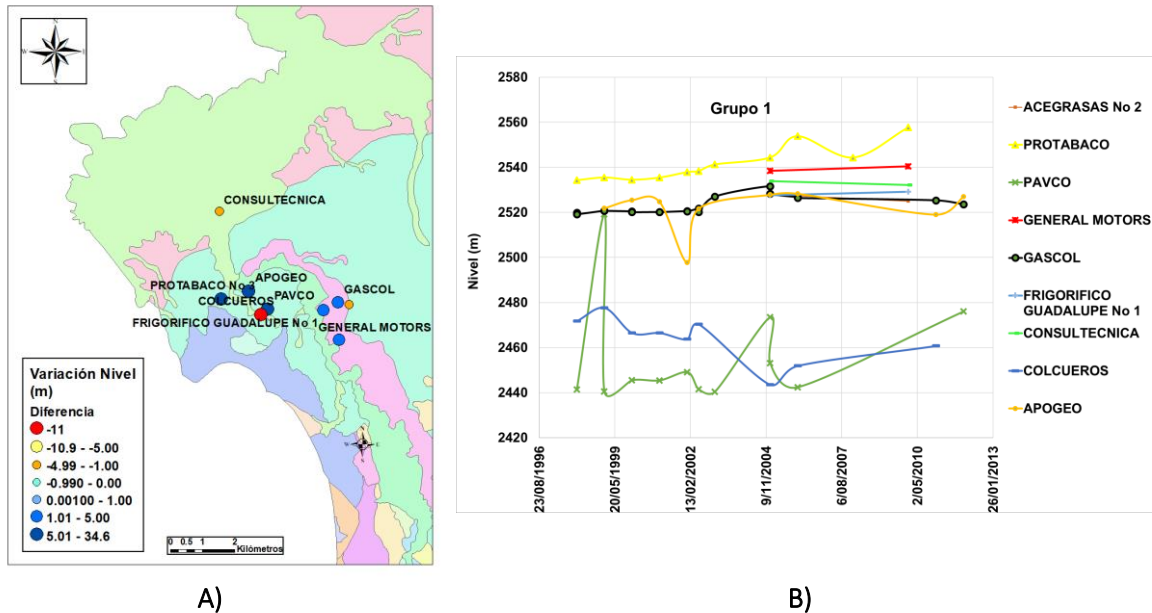 N
W
E
S
CONSULTECNICA
APOGEO
PROTABACO No 3
COLCUEROS
PAVCO
GASCOL
FRIGORIFICO GUADALUPE No 1
GENERAL MOTORS
Variación Nivel
(m)
Diferencia
-11
-10.9 - -5.00
-4.99 - -1.00
-0.990 - 0.00
0.00100 - 1.00
1.01 - 5.00
5.01 - 34.6
0 0.5 1 2
Kilómetros
A)
Grupo 1
Nivel (m)
2580
2560
2540
2520
2500
2480
2460
2440
2420
23/08/1996
20/05/1999
13/02/2002
9/11/2004
6/08/2007
2/05/2010
26/01/2013
ACEGRASAS No 2
PROTABACO
PAVCO
GENERAL MOTORS
GASCOL
FRIGORIFICO
GUADALUPE No 1
CONSULTECNICA
COLCUEROS
APOGEO
B)